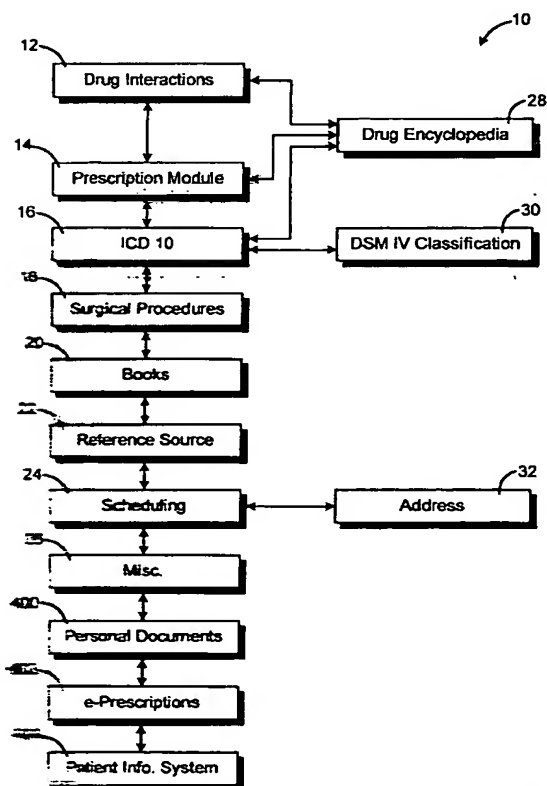 10
12
Drug Interactions
28
Drug Encyclopedia
14
Prescription Module
16
ICD 10
30
DSM IV Classification
Surgical Procedures
20
Books
Reference Source
24
Scheduling
32
Address
Misc.
400
Personal Documents
e-Prescriptions
Patient Info. System